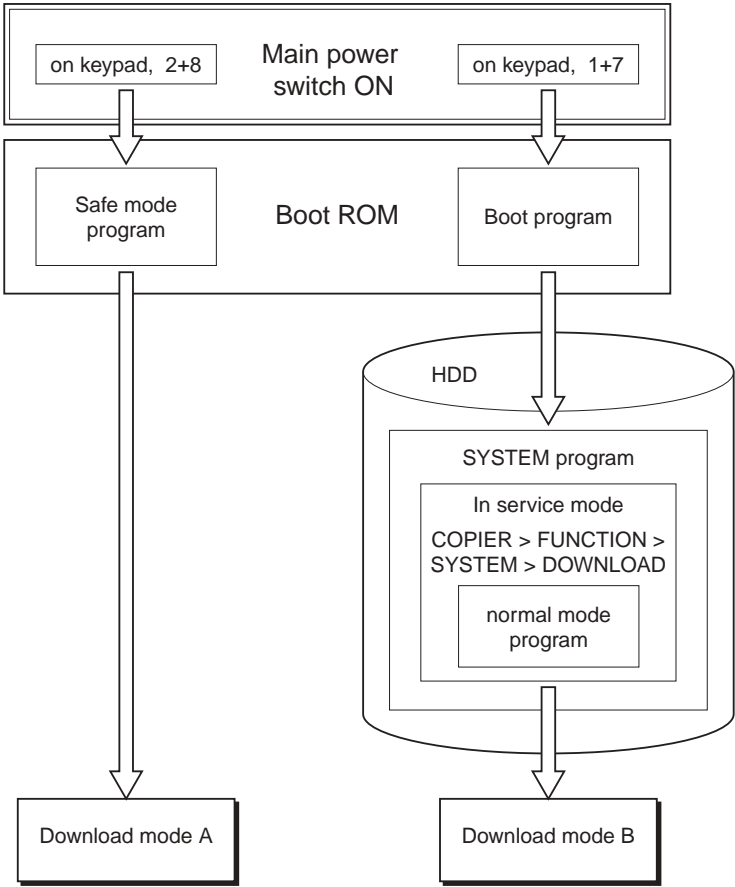 on keypad, 2+8
Main power
switch ON
on keypad, 1+7
Safe mode
program
Boot ROM
Boot program
HDD
SYSTEM program
In service mode
COPIER > FUNCTION >
SYSTEM > DOWNLOAD
normal mode
program
Download mode A
Download mode B